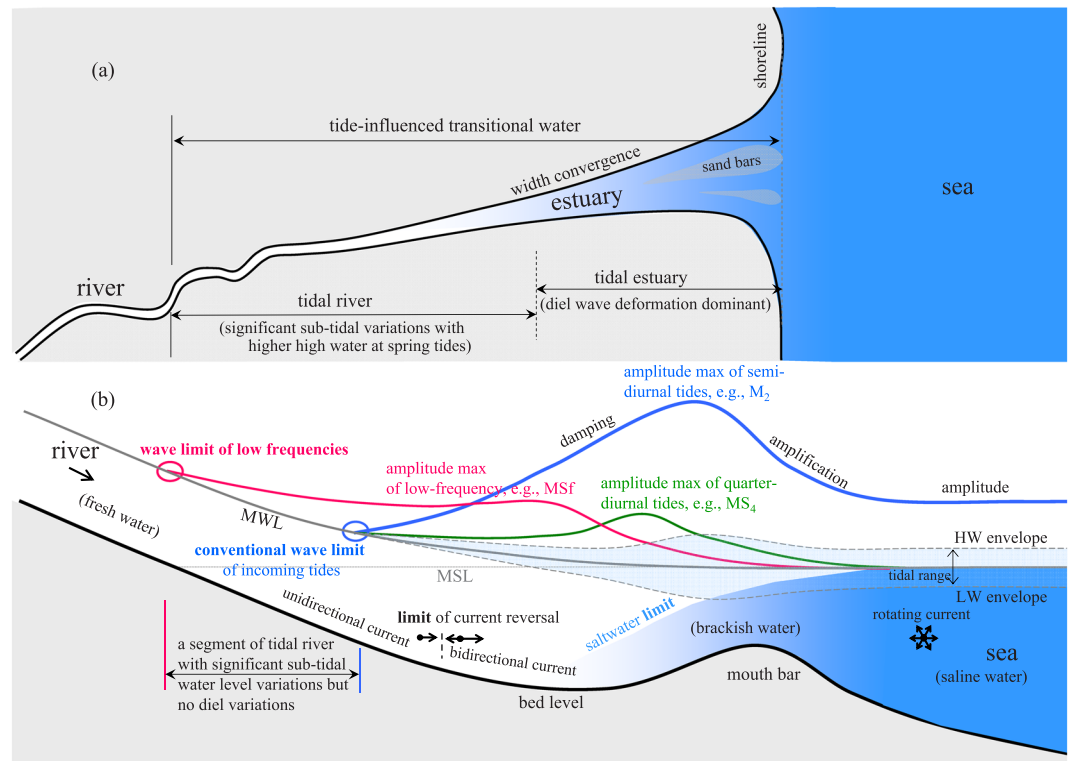 (a)
shoreline
tide-influenced transitional water
width convergence
sand bars
estuary
sea
river
tidal river
(significant sub-tidal variations with
higher high water at spring tides)
tidal estuary
(diel wave deformation dominant)
(b)
amplitude max of semi-
diurnal tides, e.g., M2
river
(fresh water)
wave limit of low frequencies
damping
amplification
amplitude max
of low-frequency, e.g., MSf
amplitude max of quarter-
diurnal tides, e.g., MS4
amplitude
MWL
conventional wave limit
of incoming tides
MSL
HW envelope
tidal range
LW envelope
unidirectional current
limit of current reversal
bidirectional current
saltwater limit
(brackish water)
rotating current
sea
(saline water)
a segment of tidal river
with significant sub-tidal
water level variations but
no diel variations
bed level
mouth bar